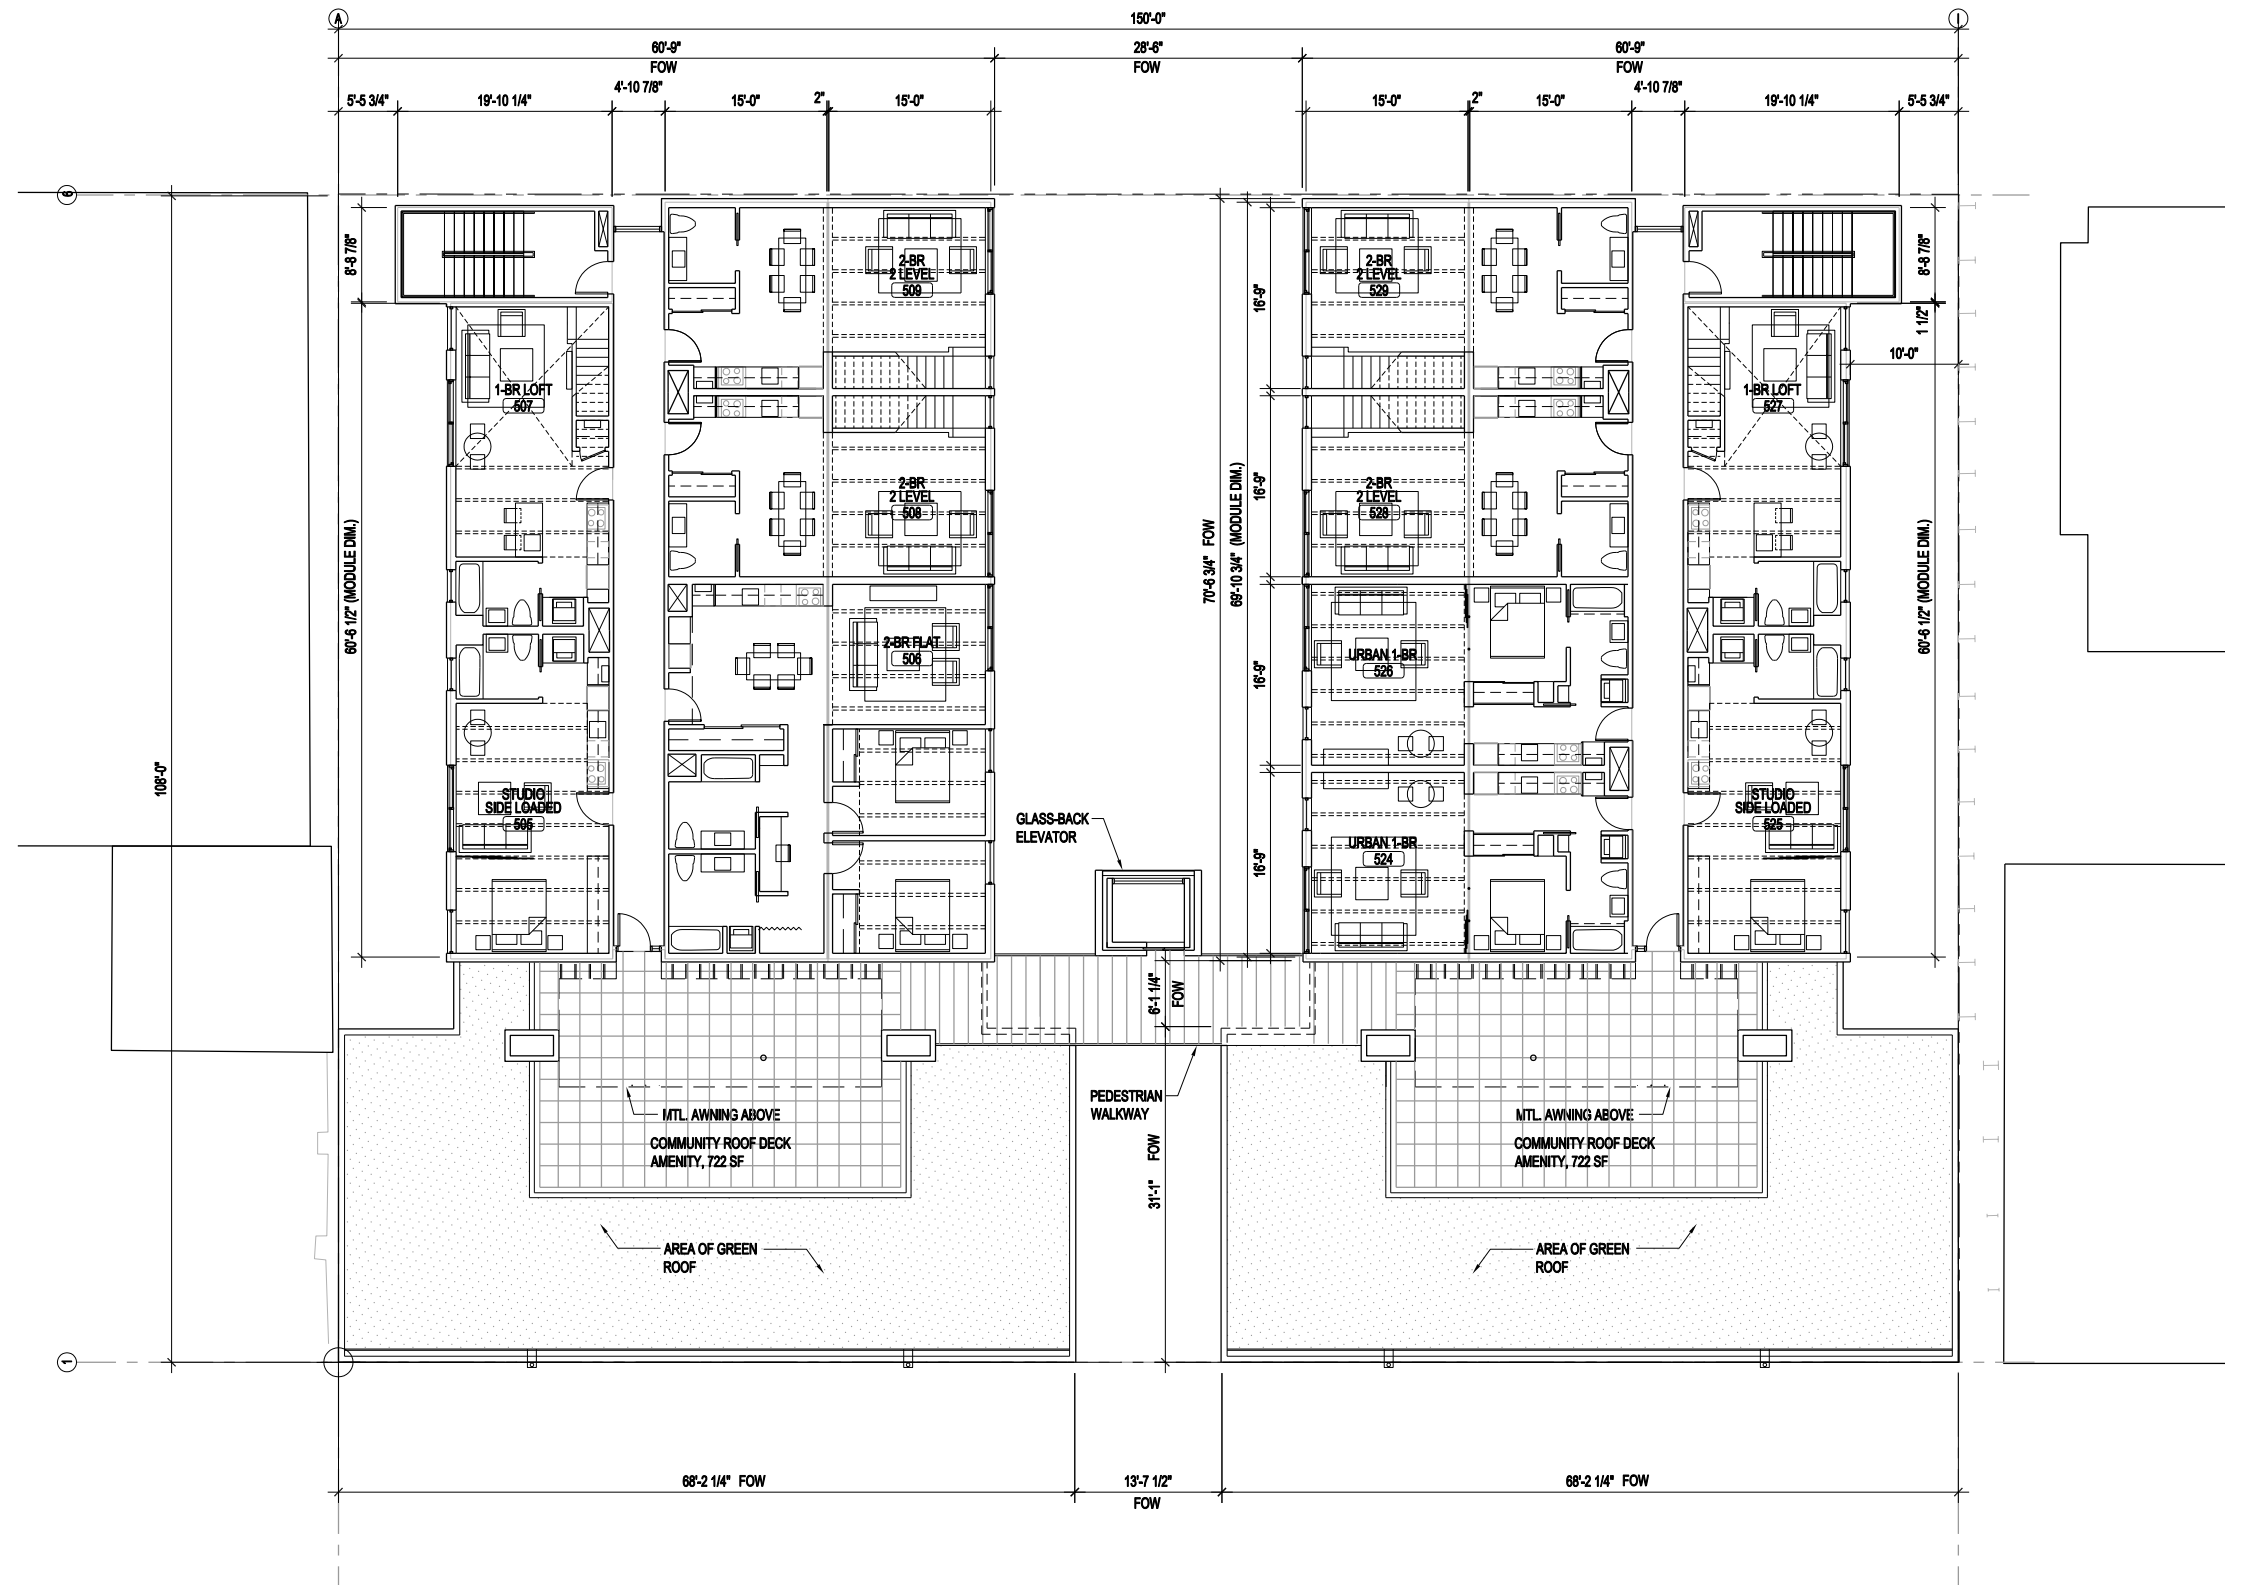 A
150'-0"
I
60'-9"
FOW
28'-6"
FOW
60'-9"
FOW
5'-5 3/4"
19'-10 1/4"
4'-10 7/8"
15'-0"
2"
15'-0"
15'-0"
2"
15'-0"
4'-10 7/8"
19'-10 1/4"
5'-5 3/4"
6
8'-8 7/8"
2-BR
2 LEVEL
509
2-BR
2 LEVEL
529
8'-8 7/8"
16'-9"
1 1/2"
10'-0"
1-BR LOFT
507
1-BR LOFT
527
2-BR
2 LEVEL
508
16'-9"
2-BR
2 LEVEL
528
60'-6 1/2" (MODULE DIM.)
70'-6 3/4" FOW
69'-10 3/4" (MODULE DIM.)
60'-6 1/2" (MODULE DIM.)
2-BR FLAT
506
16'-9"
URBAN 1-BR
526
108'-0"
STUDIO
SIDE LOADED
505
GLASS-BACK
ELEVATOR
16'-9"
URBAN 1-BR
524
STUDIO
SIDE LOADED
525
6'-1 1/4"
FOW
PEDESTRIAN
WALKWAY
MTL. AWNING ABOVE
COMMUNITY ROOF DECK
AMENITY, 722 SF
MTL. AWNING ABOVE
COMMUNITY ROOF DECK
AMENITY, 722 SF
31'-1" FOW
AREA OF GREEN
ROOF
AREA OF GREEN
ROOF
1
68'-2 1/4" FOW
13'-7 1/2"
FOW
68'-2 1/4" FOW